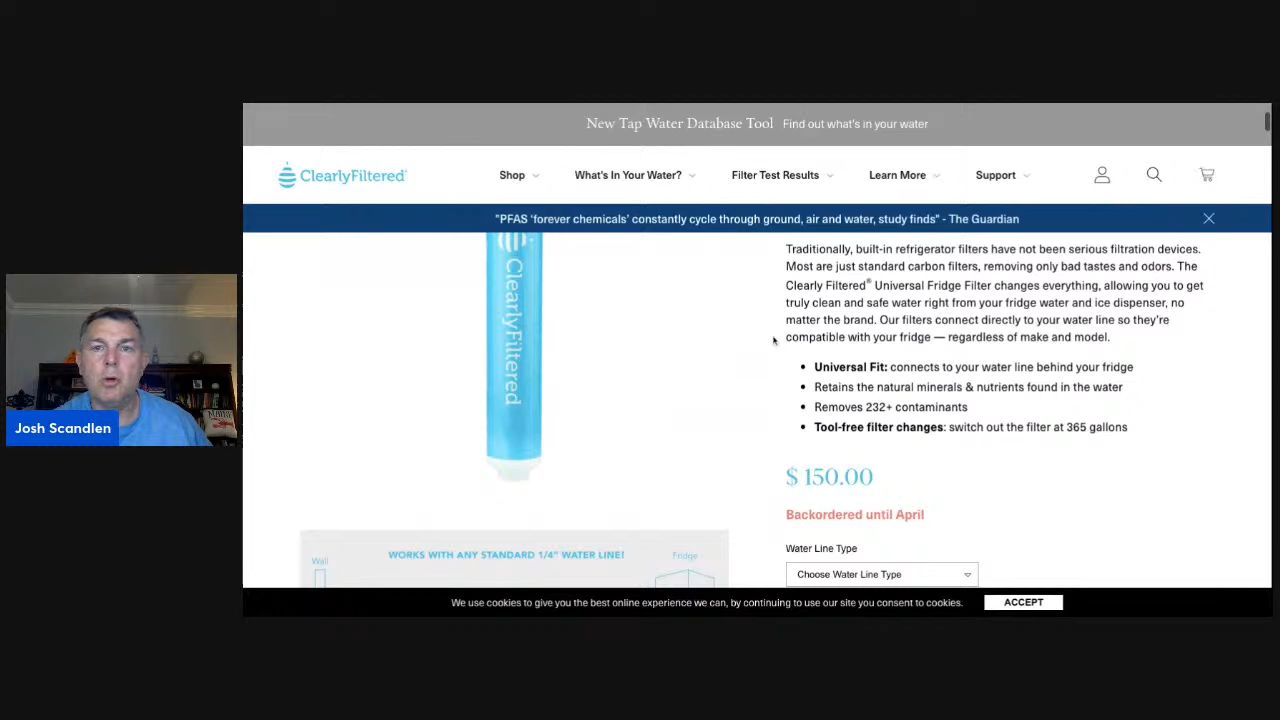 New Tap Water Database Tool Find out what's in your water
ClearlyFiltered®
Shop
What's In Your Water?
Filter Test Results
Learn More
Support
"PFAS 'forever chemicals' constantly cycle through ground, air and water, study finds" - The Guardian
ClearlyFiltered
Traditionally, built-in refrigerator filters have not been serious filtration devices.
Most are just standard carbon filters, removing only bad tastes and odors. The
Clearly Filtered® Universal Fridge Filter changes everything, allowing you to get
truly clean and safe water right from your fridge water and ice dispenser, no
matter the brand. Our filters connect directly to your water line so they're
compatible with your fridge — regardless of make and model.
• Universal Fit: connects to your water line behind your fridge
• Retains the natural minerals & nutrients found in the water
• Removes 232+ contaminants
• Tool-free filter changes: switch out the filter at 365 gallons
$ 150.00
Backordered until April
Water Line Type
Choose Water Line Type
WORKS WITH ANY STANDARD 1/4" WATER LINE!
Wall
Fridge
We use cookies to give you the best online experience we can, by continuing to use our site you consent to cookies.
ACCEPT
Josh Scandlen